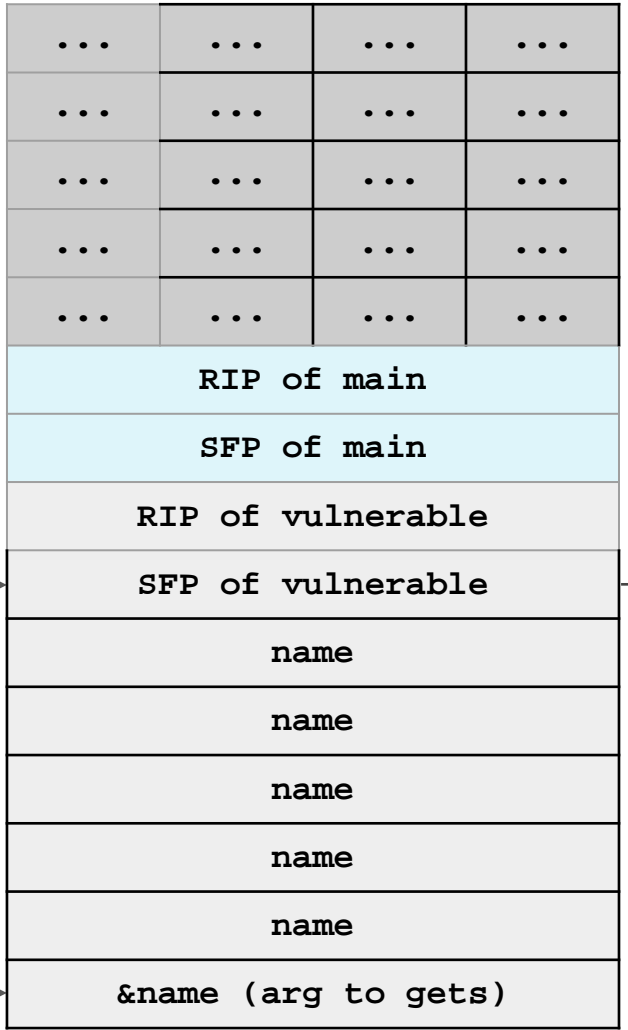 ... ... ... ...
... ... ... ...
... ... ... ...
... ... ... ...
... ... ... ...
RIP of main
SFP of main
RIP of vulnerable
SFP of vulnerable
name
name
name
name
name
&name (arg to gets)